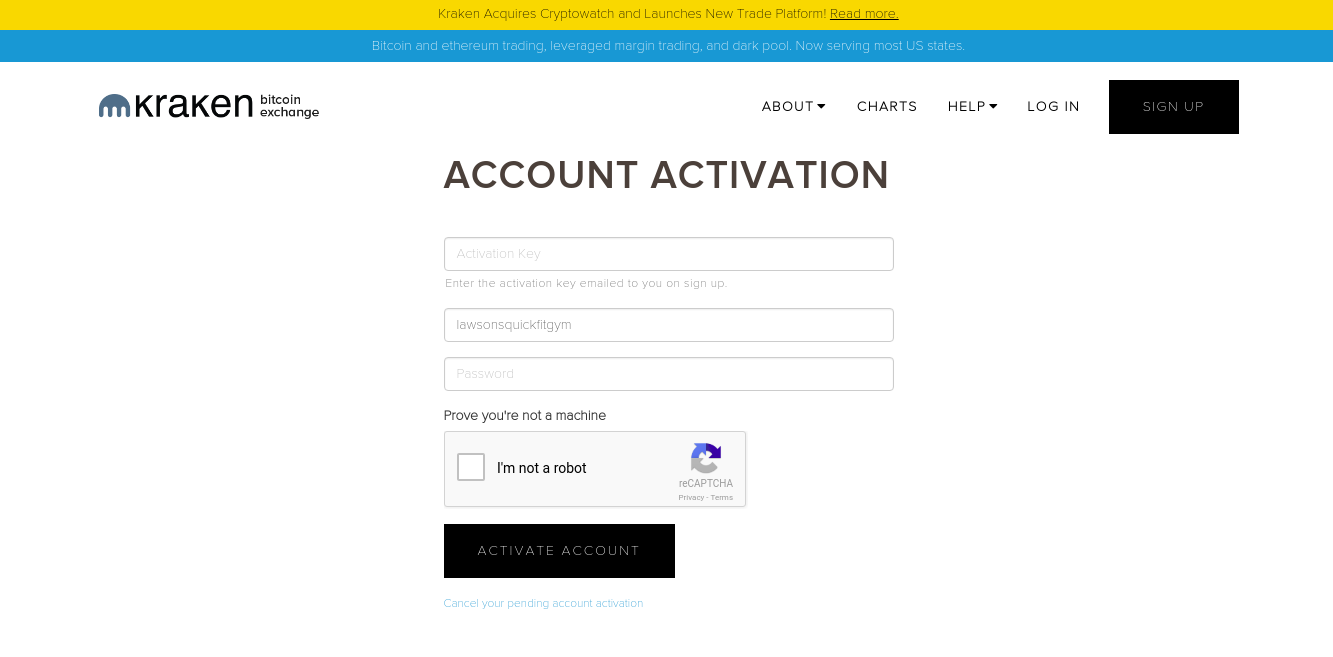 Kraken Acquires Cryptowatch and Launches New Trade Platform! Read more.
Bitcoin and ethereum trading, leveraged margin trading, and dark pool. Now serving most US states.
kraken bitcoin exchange
ABOUT CHARTS HELP LOG IN SIGN UP
ACCOUNT ACTIVATION
Activation Key
Enter the activation key emailed to you on sign up.
lawsonsquickfitgym
Password
Prove you're not a machine
I'm not a robot
reCAPTCHA
Privacy - Terms
ACTIVATE ACCOUNT
Cancel your pending account activation